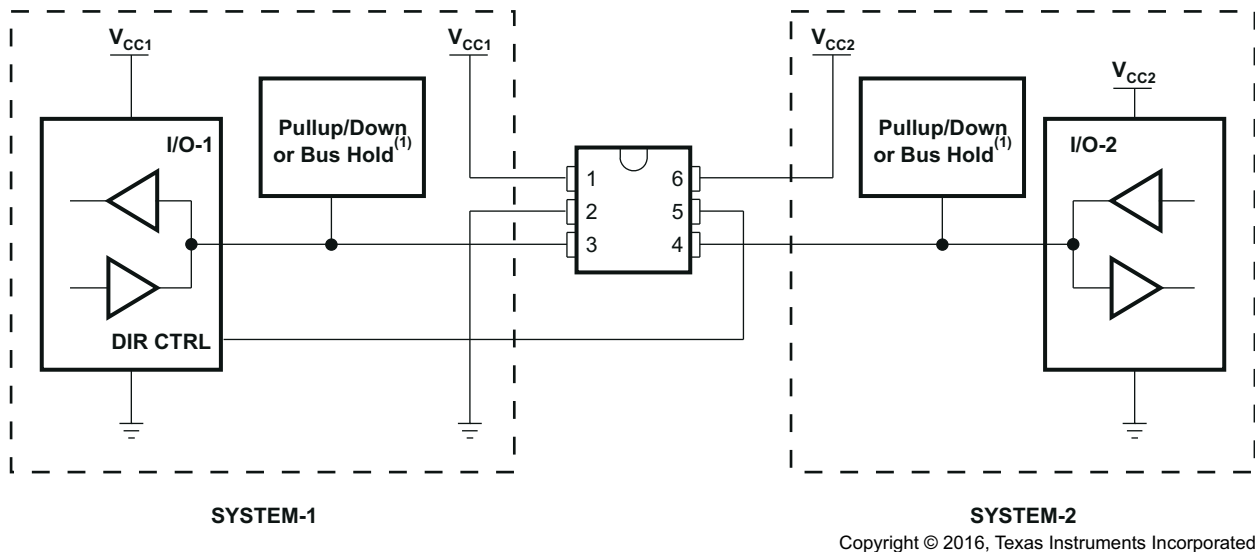 VCC1
VCC1
VCC2
VCC2
I/O-1
Pullup/Down
or Bus Hold(1)
Pullup/Down
or Bus Hold(1)
I/O-2
1
6
2
5
3
4
DIR CTRL
SYSTEM-1
SYSTEM-2
Copyright © 2016, Texas Instruments Incorporated